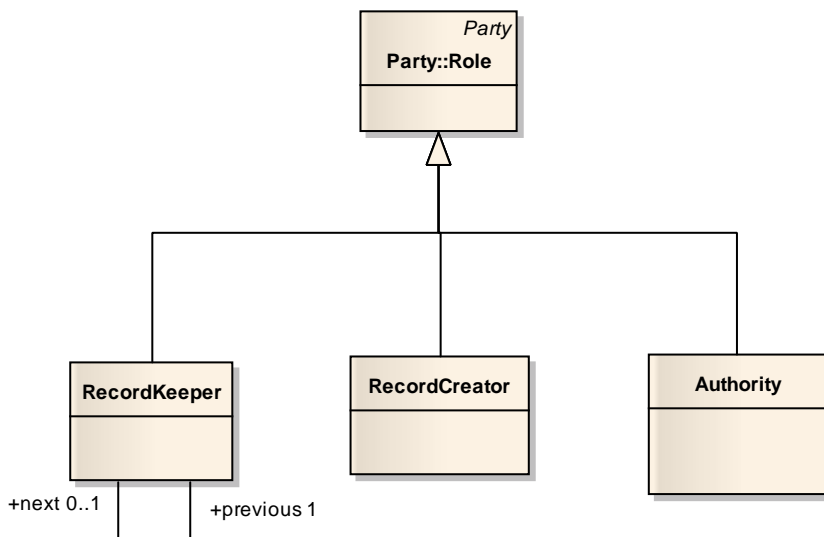 Party
Party::Role
RecordKeeper
RecordCreator
Authority
+next 0..1
+previous 1